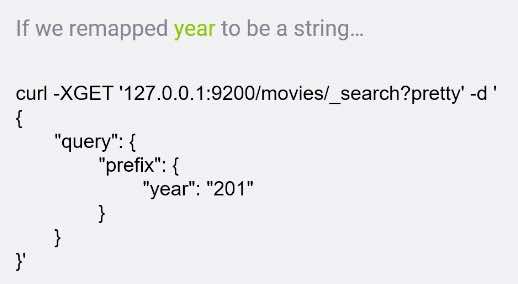 If we remapped year to be a string…
curl -XGET '127.0.0.1:9200/movies/_search?pretty' -d '
{
"query": {
"prefix": {
"year": "201"
}
}
}'